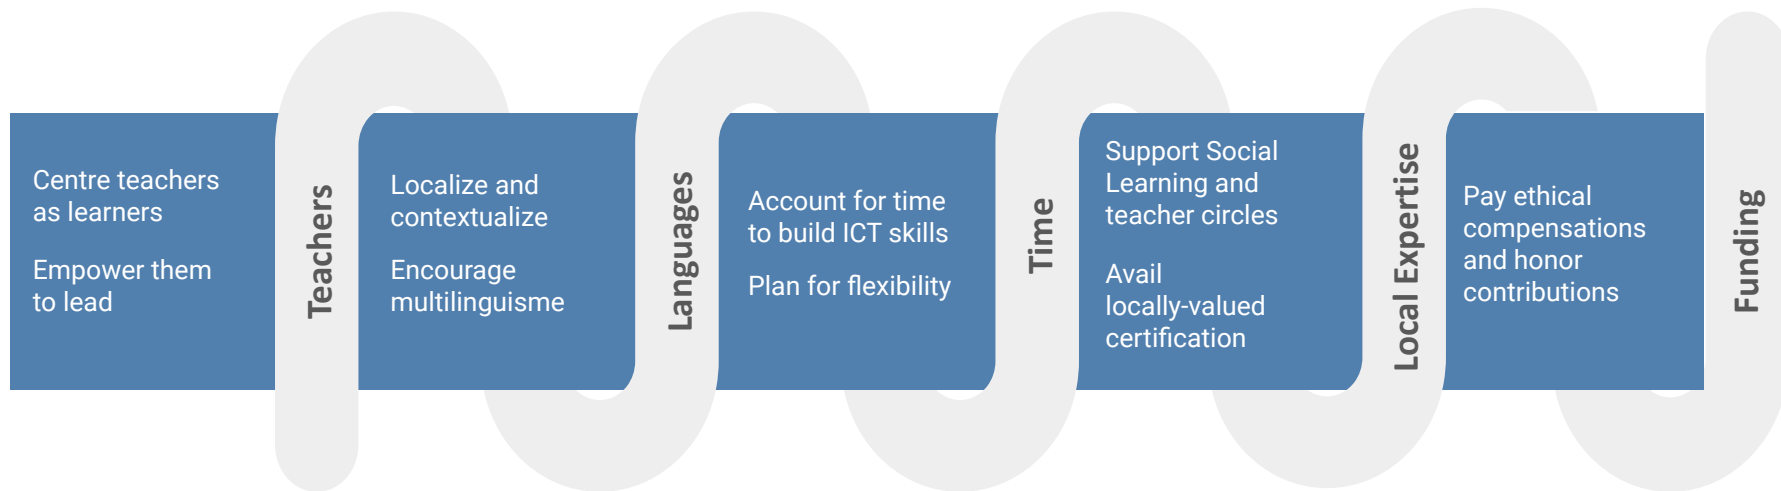 Centre teachers
as learners
Empower them
to lead
Teachers
Localize and
contextualize
Encourage
multilinguisme
Languages
Account for time
to build ICT skills
Plan for flexibility
Time
Support Social
Learning and
teacher circles
Avail
locally-valued
certification
Local Expertise
Pay ethical
compensations
and honor
contributions
Funding